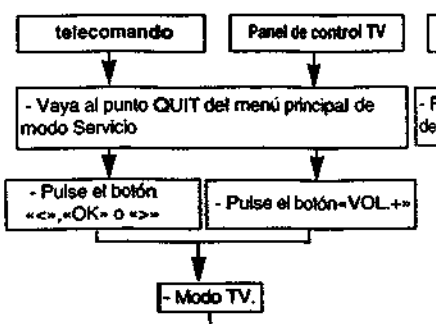 telecomando
Panel de control TV
- Vaya al punto QUIT del menú principal de
modo Servicio
- Pulse el botón
«<»,«OK» o «>»
- Pulse el botón«VOL.+»
- Modo TV.